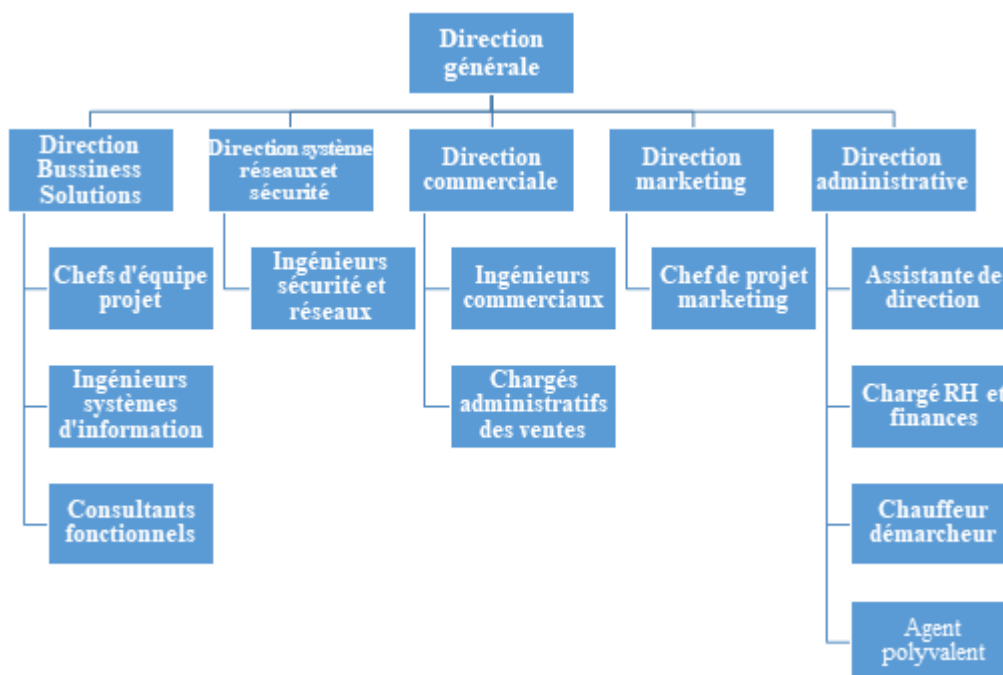 Direction
générale
Direction
Bussiness
Solutions
Direction système
réseaux et
sécurité
Direction
commerciale
Direction
marketing
Direction
administrative
Chefs d'équipe
projet
Ingénieurs
systèmes
d'information
Consultants
fonctionnels
Ingénieurs
sécurité et
réseaux
Ingénieurs
commerciaux
Chargés
administratifs
des ventes
Chef de projet
marketing
Assistante de
direction
Chargé RH et
finances
Chauffeur
démarcheur
Agent
polyvalent